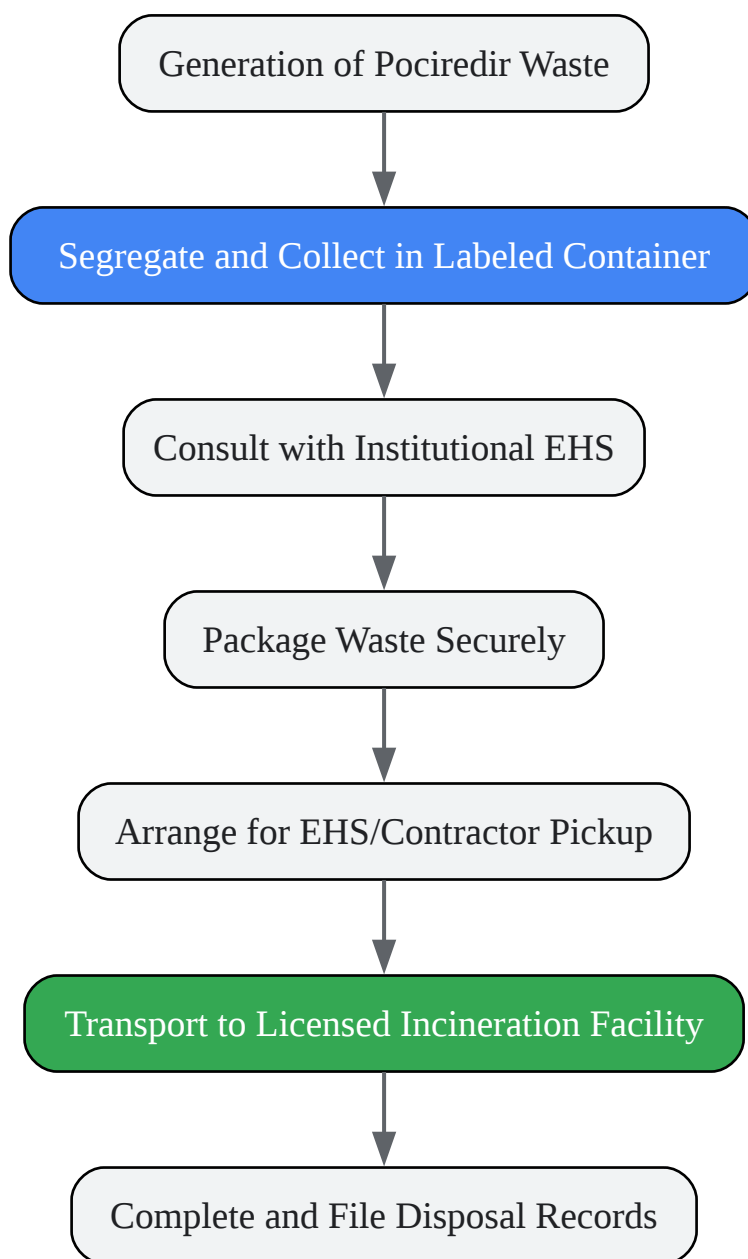 Generation of Pociredir Waste
Segregate and Collect in Labeled Container
Consult with Institutional EHS
Package Waste Securely
Arrange for EHS/Contractor Pickup
Transport to Licensed Incineration Facility
Complete and File Disposal Records